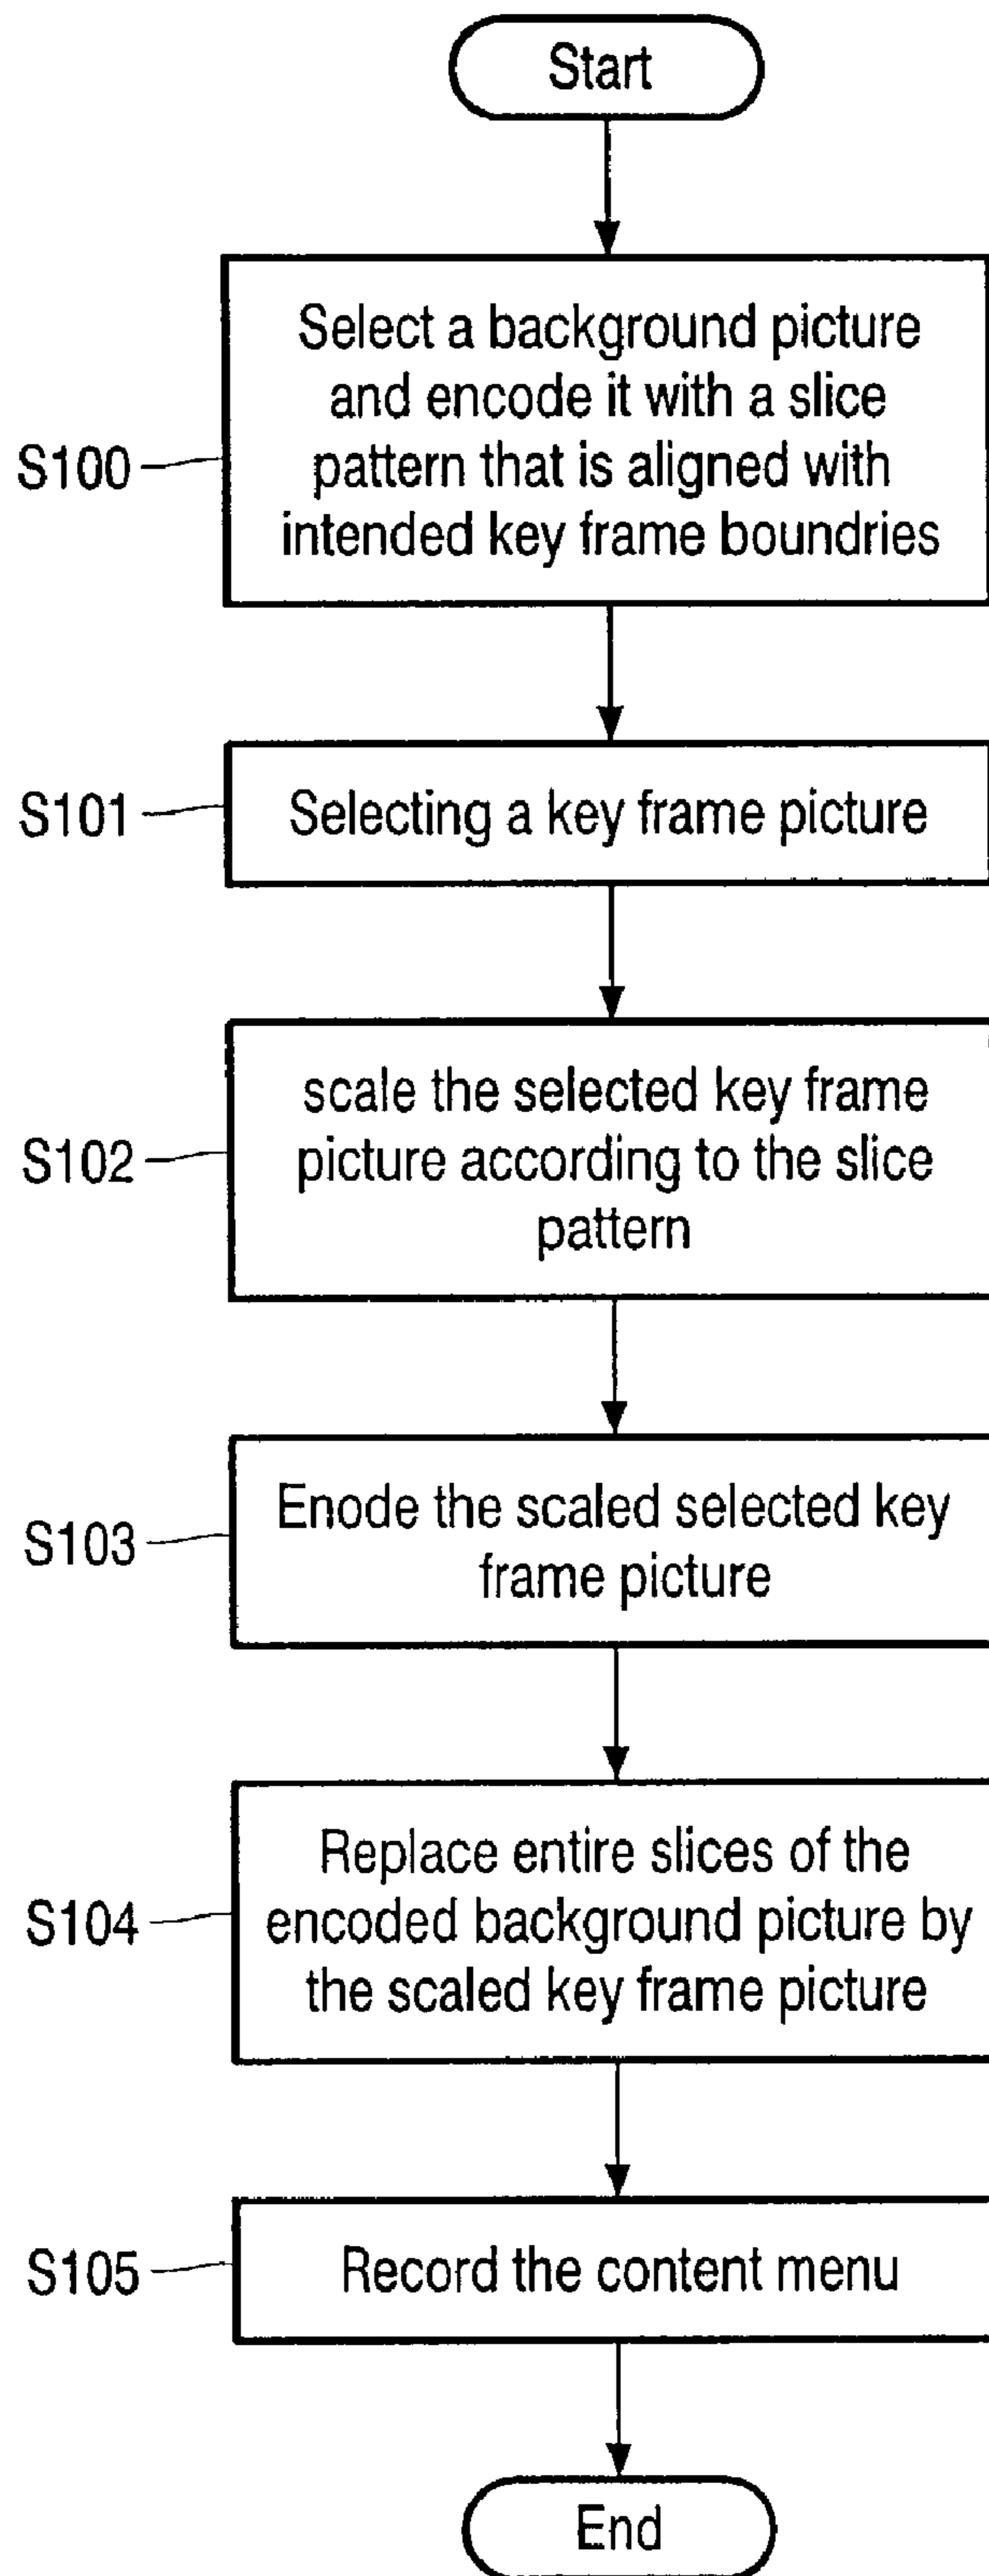 Start
Select a background picture
and encode it with a slice
pattern that is aligned with
intended key frame boundries
S100
S101
Selecting a key frame picture
scale the selected key frame
picture according to the slice
pattern
S102
Enode the scaled selected key
frame picture
S103
Replace entire slices of the
encoded background picture by
the scaled key frame picture
S104
S105
Record the content menu
End